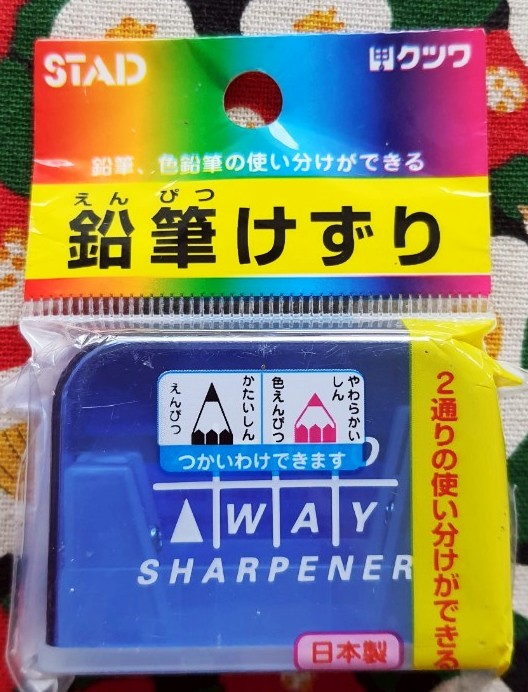 STAD
クツワ
鉛筆、色鉛筆の使い分けができる
えんぴつ
鉛筆けずり
えんぴつ
かたいしん
色えんぴつ
やわらかいしん
つかいわけできます
WAY
SHARPENER
2通りの使い分けができる
日本製